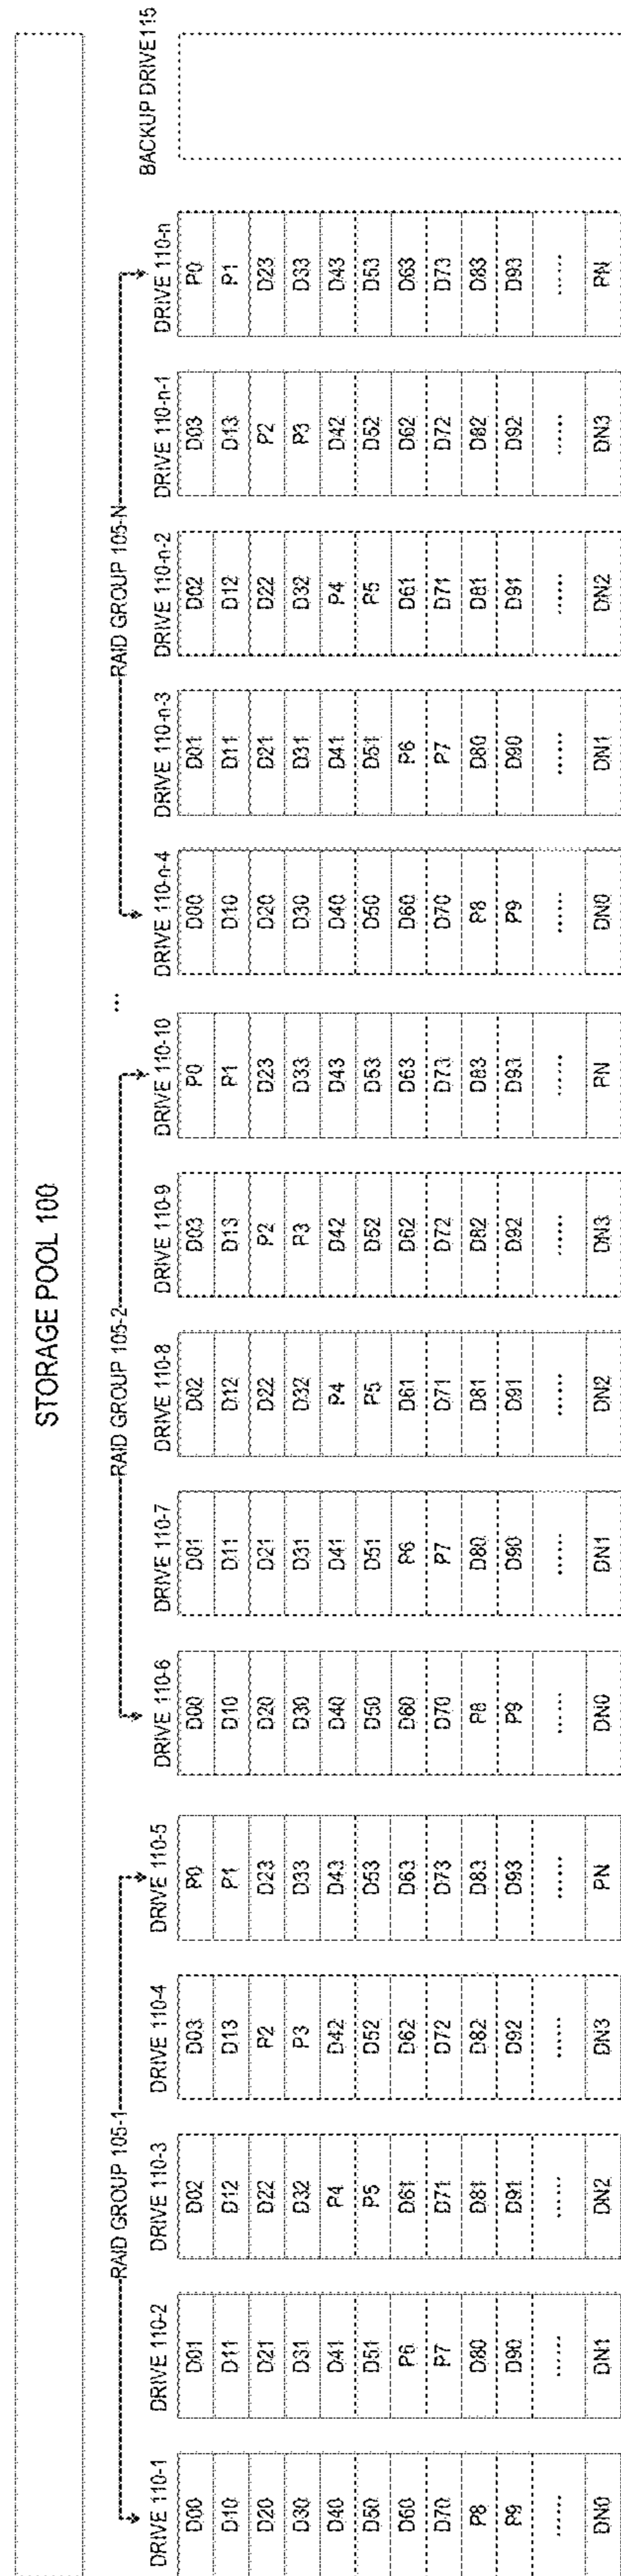 STORAGE POOL 100
RAID GROUP 105-1 RAID GROUP 105-2 ... RAID GROUP 105-N
DRIVE 110-1 DRIVE 110-2 DRIVE 110-3 DRIVE 110-4 DRIVE 110-5 DRIVE 110-6 DRIVE 110-7 DRIVE 110-8 DRIVE 110-9 DRIVE 110-10 DRIVE 110-n-4 DRIVE 110-n-3 DRIVE 110-n-2 DRIVE 110-n-1 DRIVE 110-n BACKUP DRIVE115
D00 D01 D02 D03 P0 D00 D01 D02 D03 P0 D00 D01 D02 D03 P0
D10 D11 D12 D13 P1 D10 D11 D12 D13 P1 D10 D11 D12 D13 P1
D20 D21 D22 P2 D23 D20 D21 D22 P2 D23 D20 D21 D22 P2 D23
D30 D31 D32 P3 D33 D30 D31 D32 P3 D33 D30 D31 D32 P3 D33
D40 D41 P4 D42 D43 D40 D41 P4 D42 D43 D40 D41 P4 D42 D43
D50 D51 P5 D52 D53 D50 D51 P5 D52 D53 D50 D51 P5 D52 D53
D60 P6 D61 D62 D63 D60 P6 D61 D62 D63 D60 P6 D61 D62 D63
D70 P7 D71 D72 D73 D70 P7 D71 D72 D73 D70 P7 D71 D72 D73
P8 D80 D81 D82 D83 P8 D80 D81 D82 D83 P8 D80 D81 D82 D83
P9 D90 D91 D92 D93 P9 D90 D91 D92 D93 P9 D90 D91 D92 D93
...... ...... ...... ...... ...... ...... ...... ...... ...... ...... ...... ...... ...... ...... ......
DN0 DN1 DN2 DN3 PN DN0 DN1 DN2 DN3 PN DN0 DN1 DN2 DN3 PN